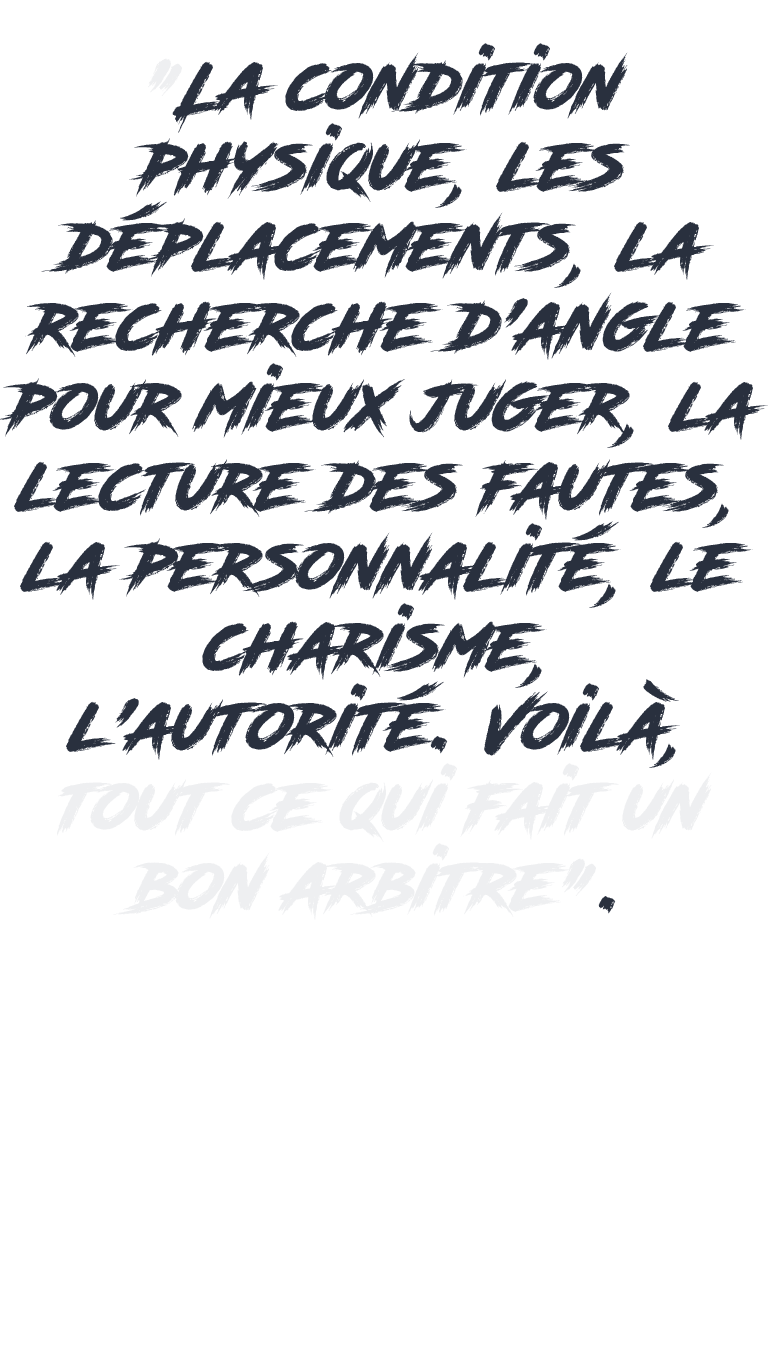 "LA CONDITION
PHYSIQUE, LES
DÉPLACEMENTS, LA
RECHERCHE D'ANGLE
POUR MIEUX JUGER, LA
LECTURE DES FAUTES,
LA PERSONNALITÉ, LE
CHARISME,
L'AUTORITÉ. VOILÀ,
TOUT CE QUI FAIT UN
BON ARBITRE".